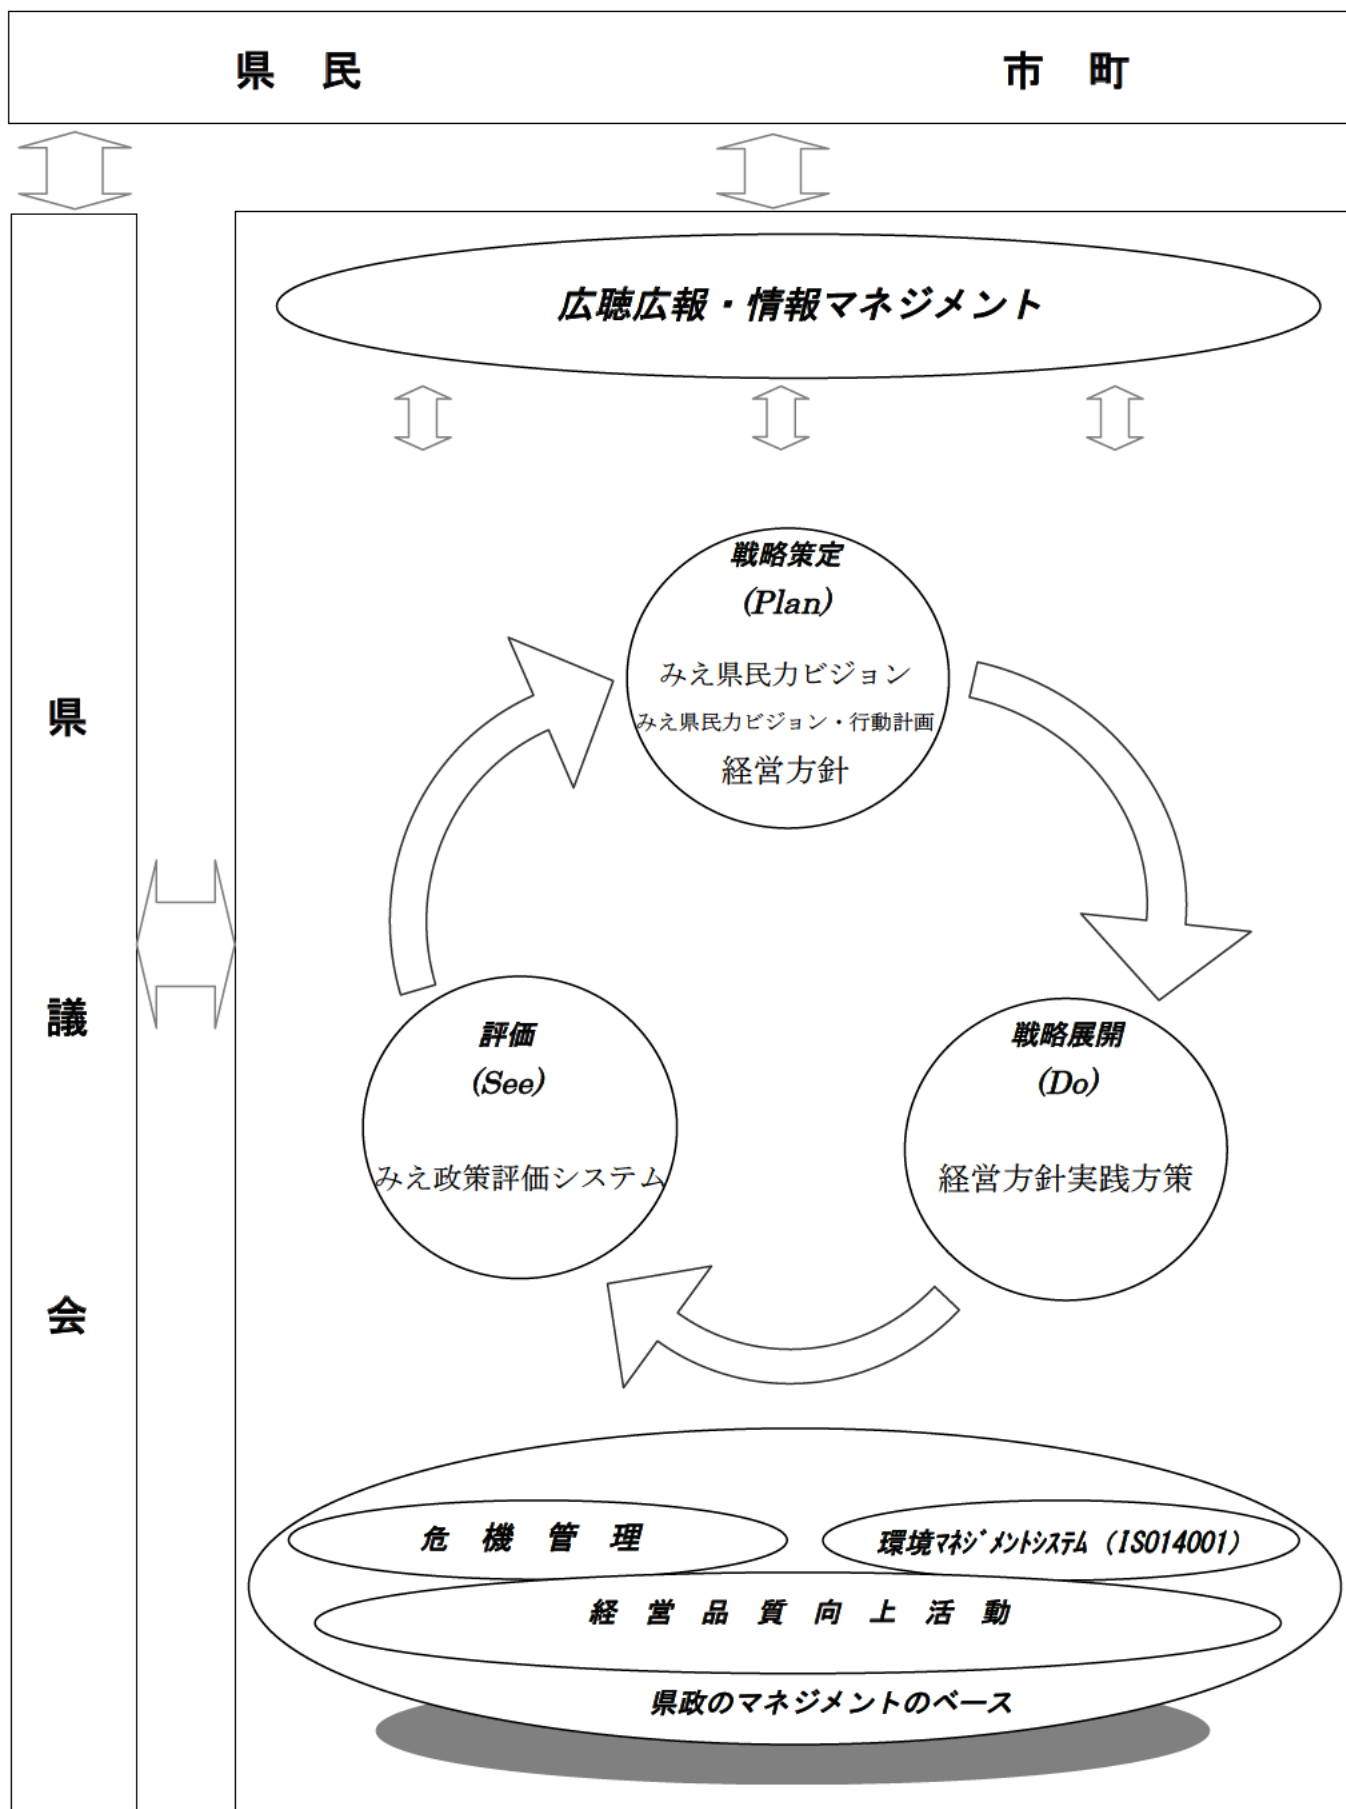 県　民
市　町
広聴広報・情報マネジメント
戦略策定
(Plan)
みえ県民力ビジョン
みえ県民力ビジョン・行動計画
経営方針
県議会
評価
(See)
みえ政策評価システム
戦略展開
(Do)
経営方針実践方策
危　機　管　理
環境ﾏﾈｼﾞﾒﾝﾄｼｽﾃﾑ（ISO14001）
経　営　品　質　向　上　活　動
県政のマネジメントのベース